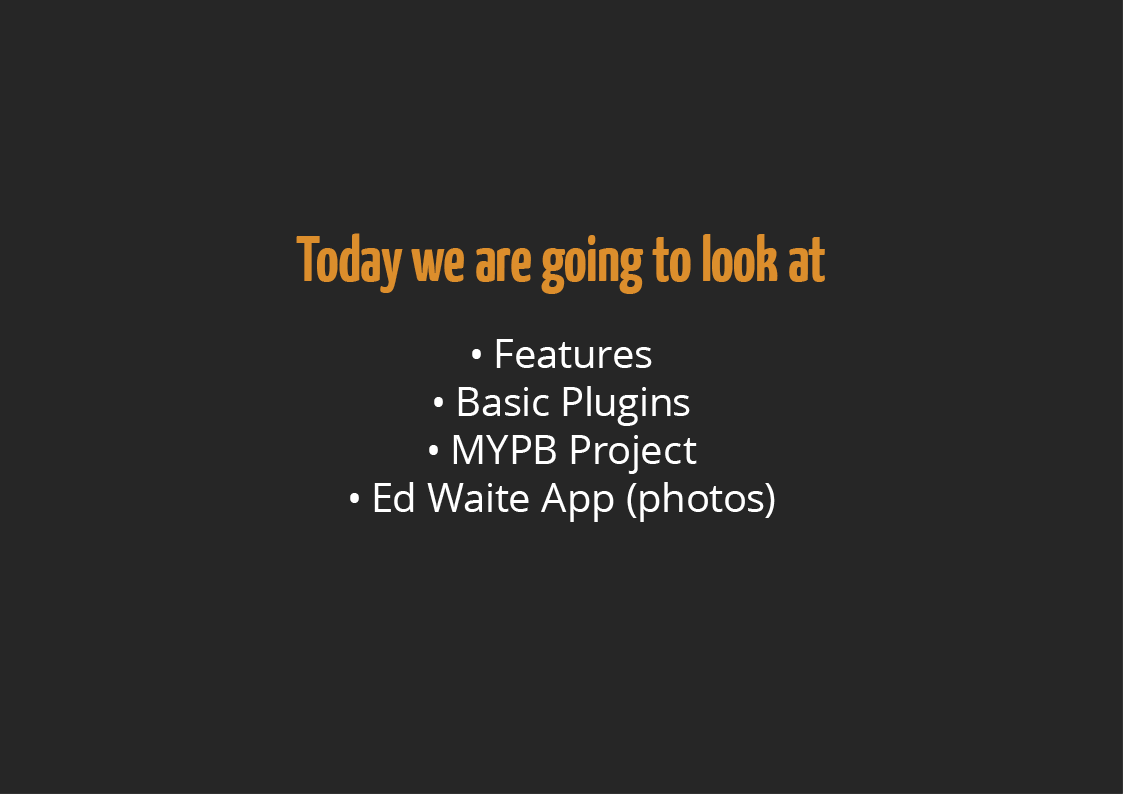 Today we are going to look at
• Features
• Basic Plugins
• MYPB Project
• Ed Waite App (photos)